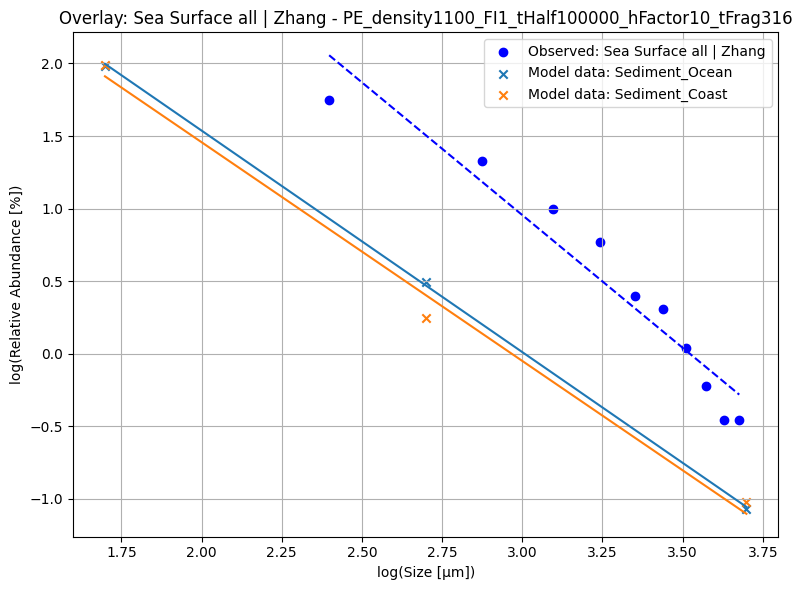 Overlay: Sea Surface all | Zhang - PE_density1100_FI1_tHalf100000_hFactor10_tFrag316
Observed: Sea Surface all | Zhang
Model data: Sediment_Ocean
Model data: Sediment_Coast
log(Relative Abundance [%])
2.0
1.5
1.0
0.5
0.0
−0.5
−1.0
1.75 2.00 2.25 2.50 2.75 3.00 3.25 3.50 3.75
log(Size [µm])